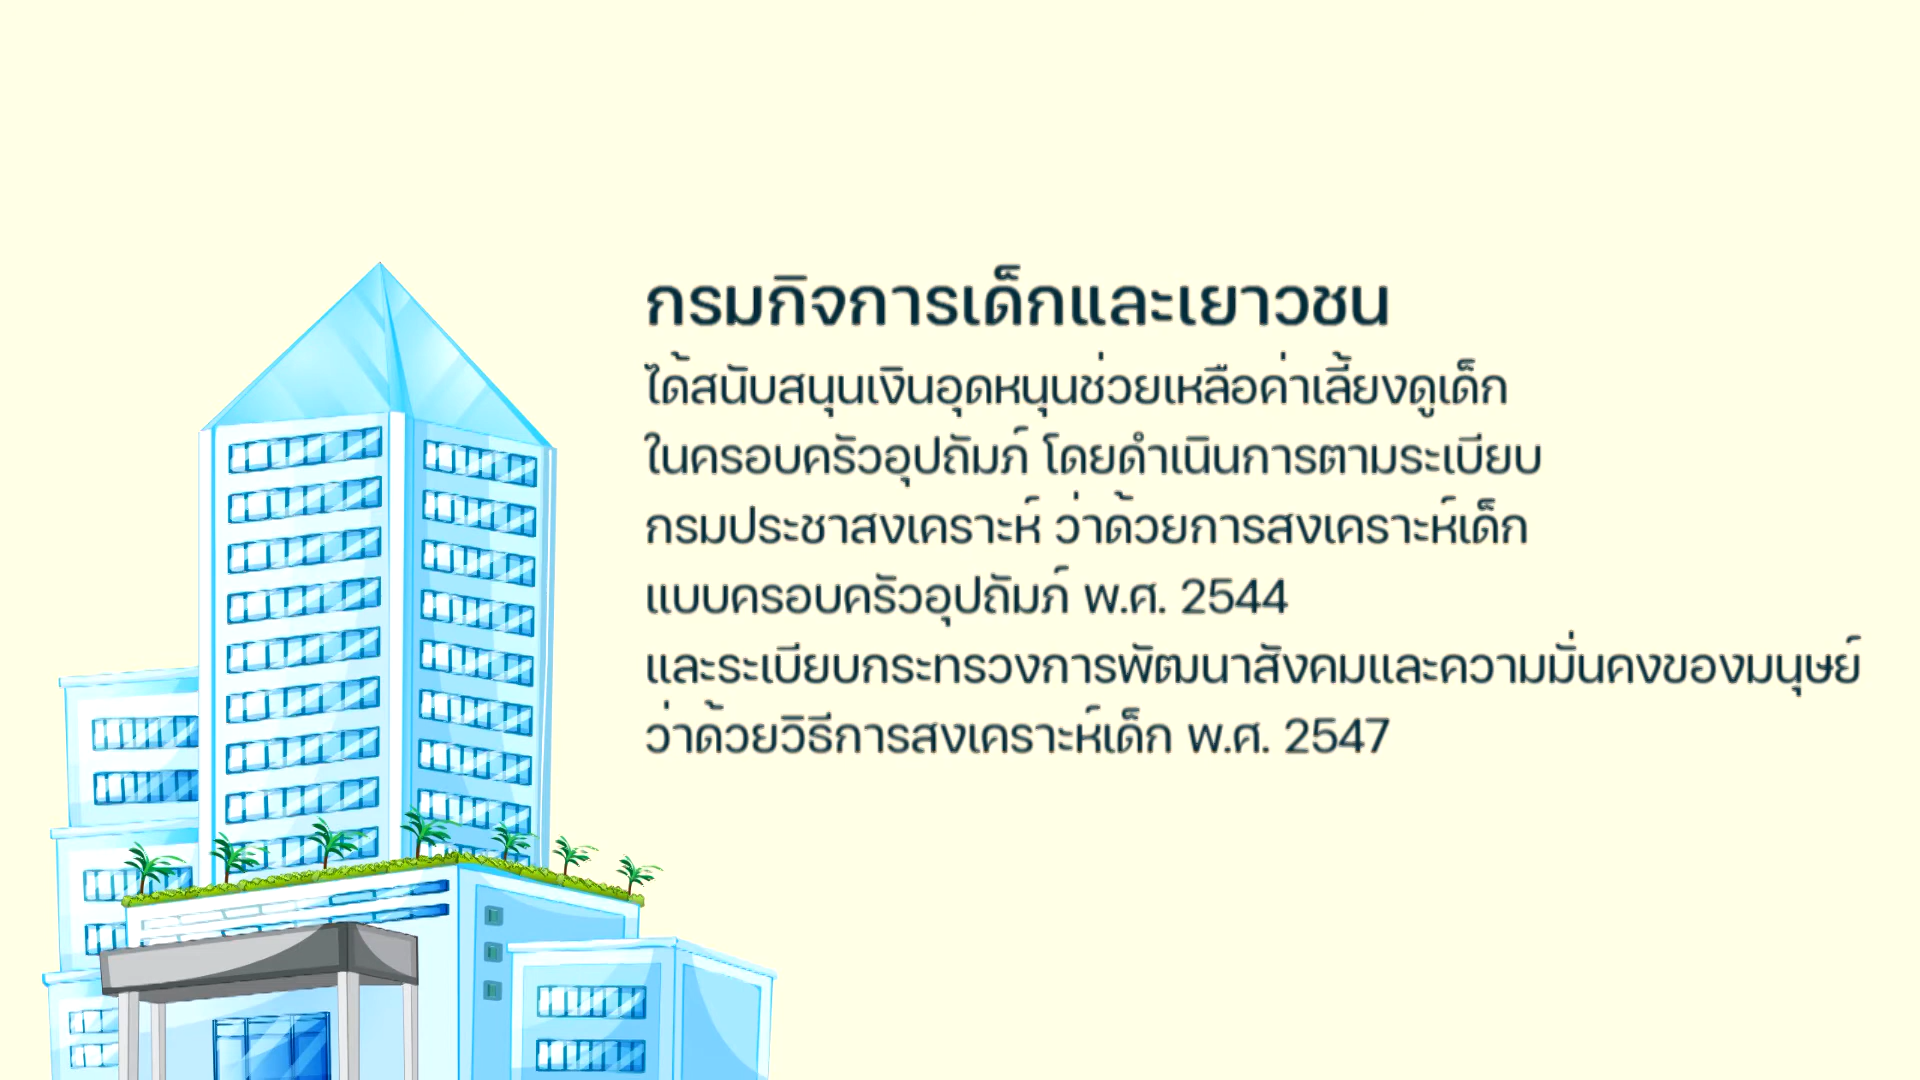 กรมกิจการเด็กและเยาวชน
ได้สนับสนุนเงินอุดหนุนช่วยเหลือค่าเลี้ยงดูเด็ก
ในครอบครัวอุปถัมภ์ โดยดำเนินการตามระเบียบ
กรมประชาสงเคราะห์ ว่าด้วยการสงเคราะห์เด็ก
แบบครอบครัวอุปถัมภ์ พ.ศ. 2544
และระเบียบกระทรวงการพัฒนาสังคมและความมั่นคงของมนุษย์
ว่าด้วยวิธีการสงเคราะห์เด็ก พ.ศ. 2547